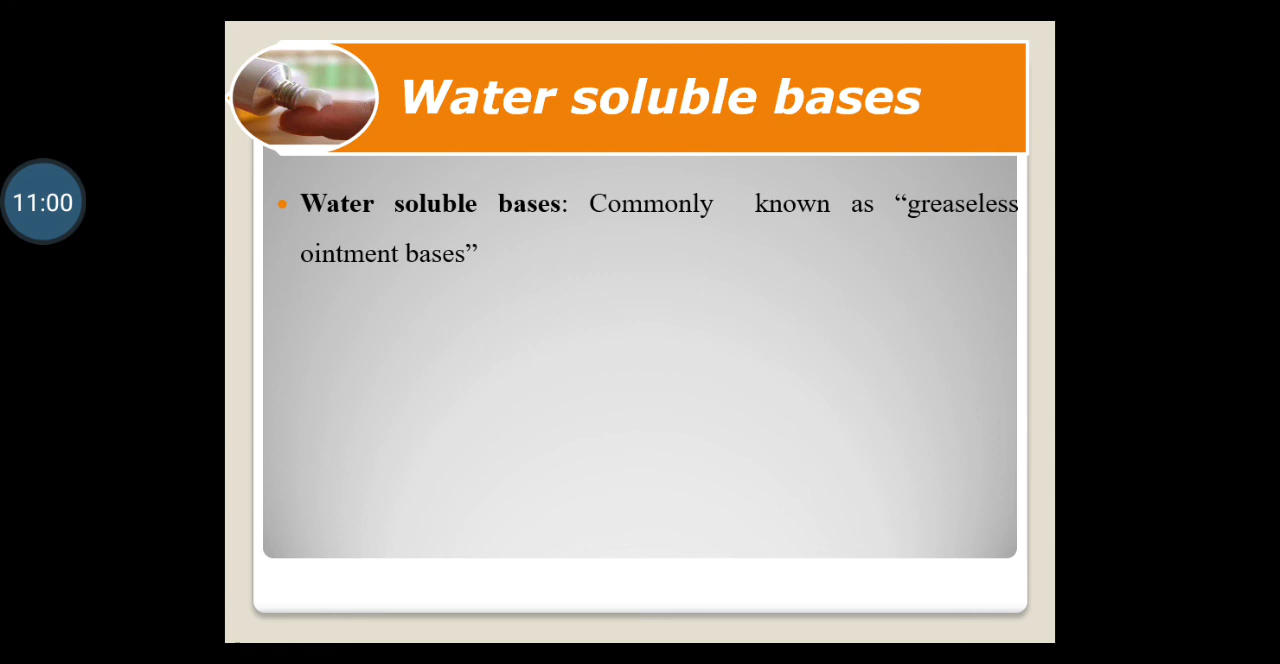 Water soluble bases
11:00
• Water soluble bases: Commonly known as “greaseless
ointment bases”